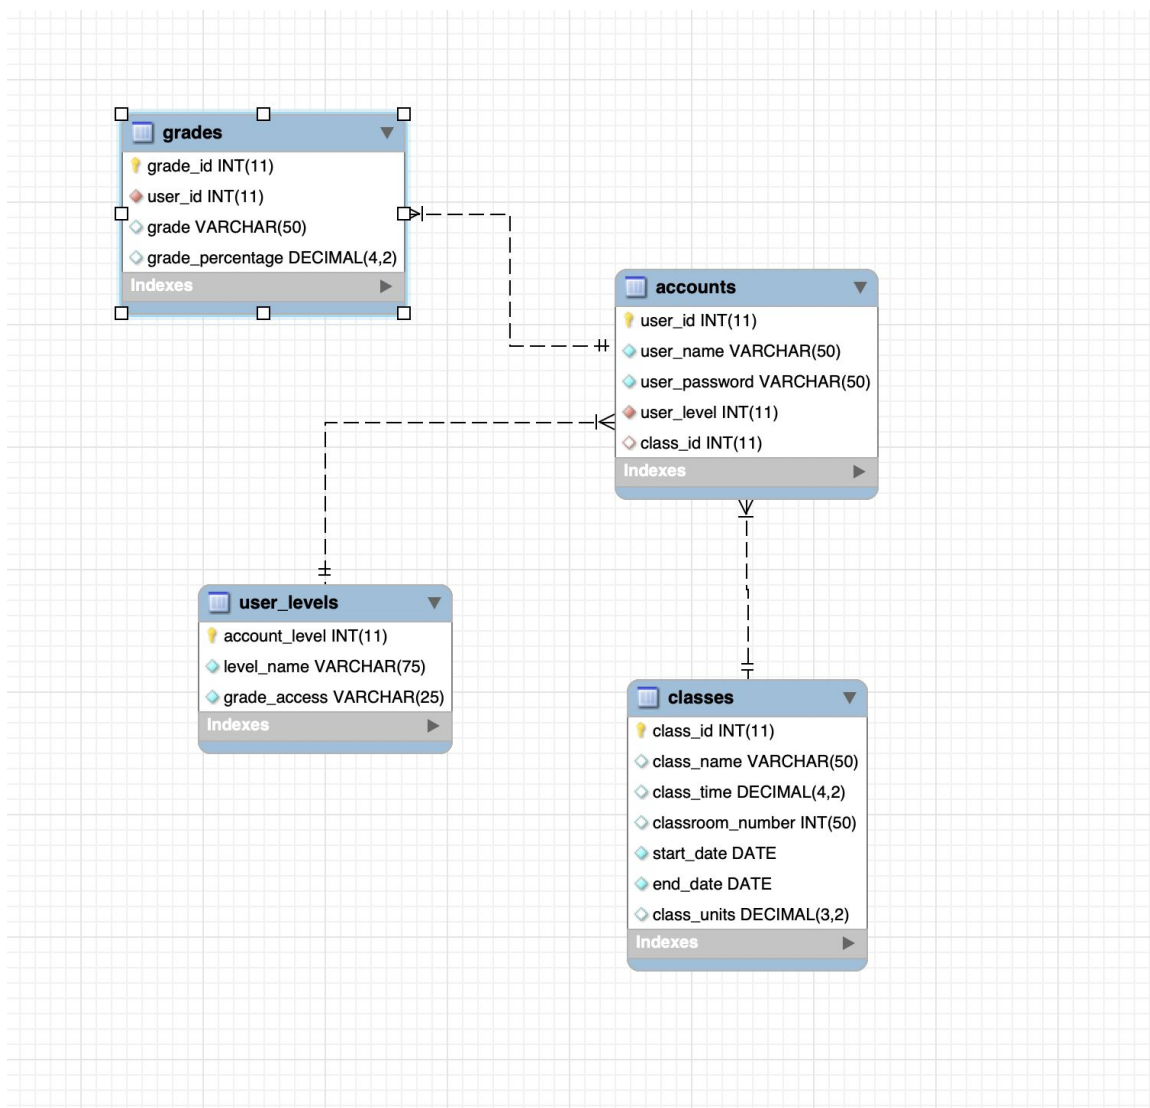 grades
grade_id INT(11)
user_id INT(11)
grade VARCHAR(50)
grade_percentage DECIMAL(4,2)
Indexes
accounts
user_id INT(11)
user_name VARCHAR(50)
user_password VARCHAR(50)
user_level INT(11)
class_id INT(11)
Indexes
user_levels
account_level INT(11)
level_name VARCHAR(75)
grade_access VARCHAR(25)
Indexes
classes
class_id INT(11)
class_name VARCHAR(50)
class_time DECIMAL(4,2)
classroom_number INT(50)
start_date DATE
end_date DATE
class_units DECIMAL(3,2)
Indexes